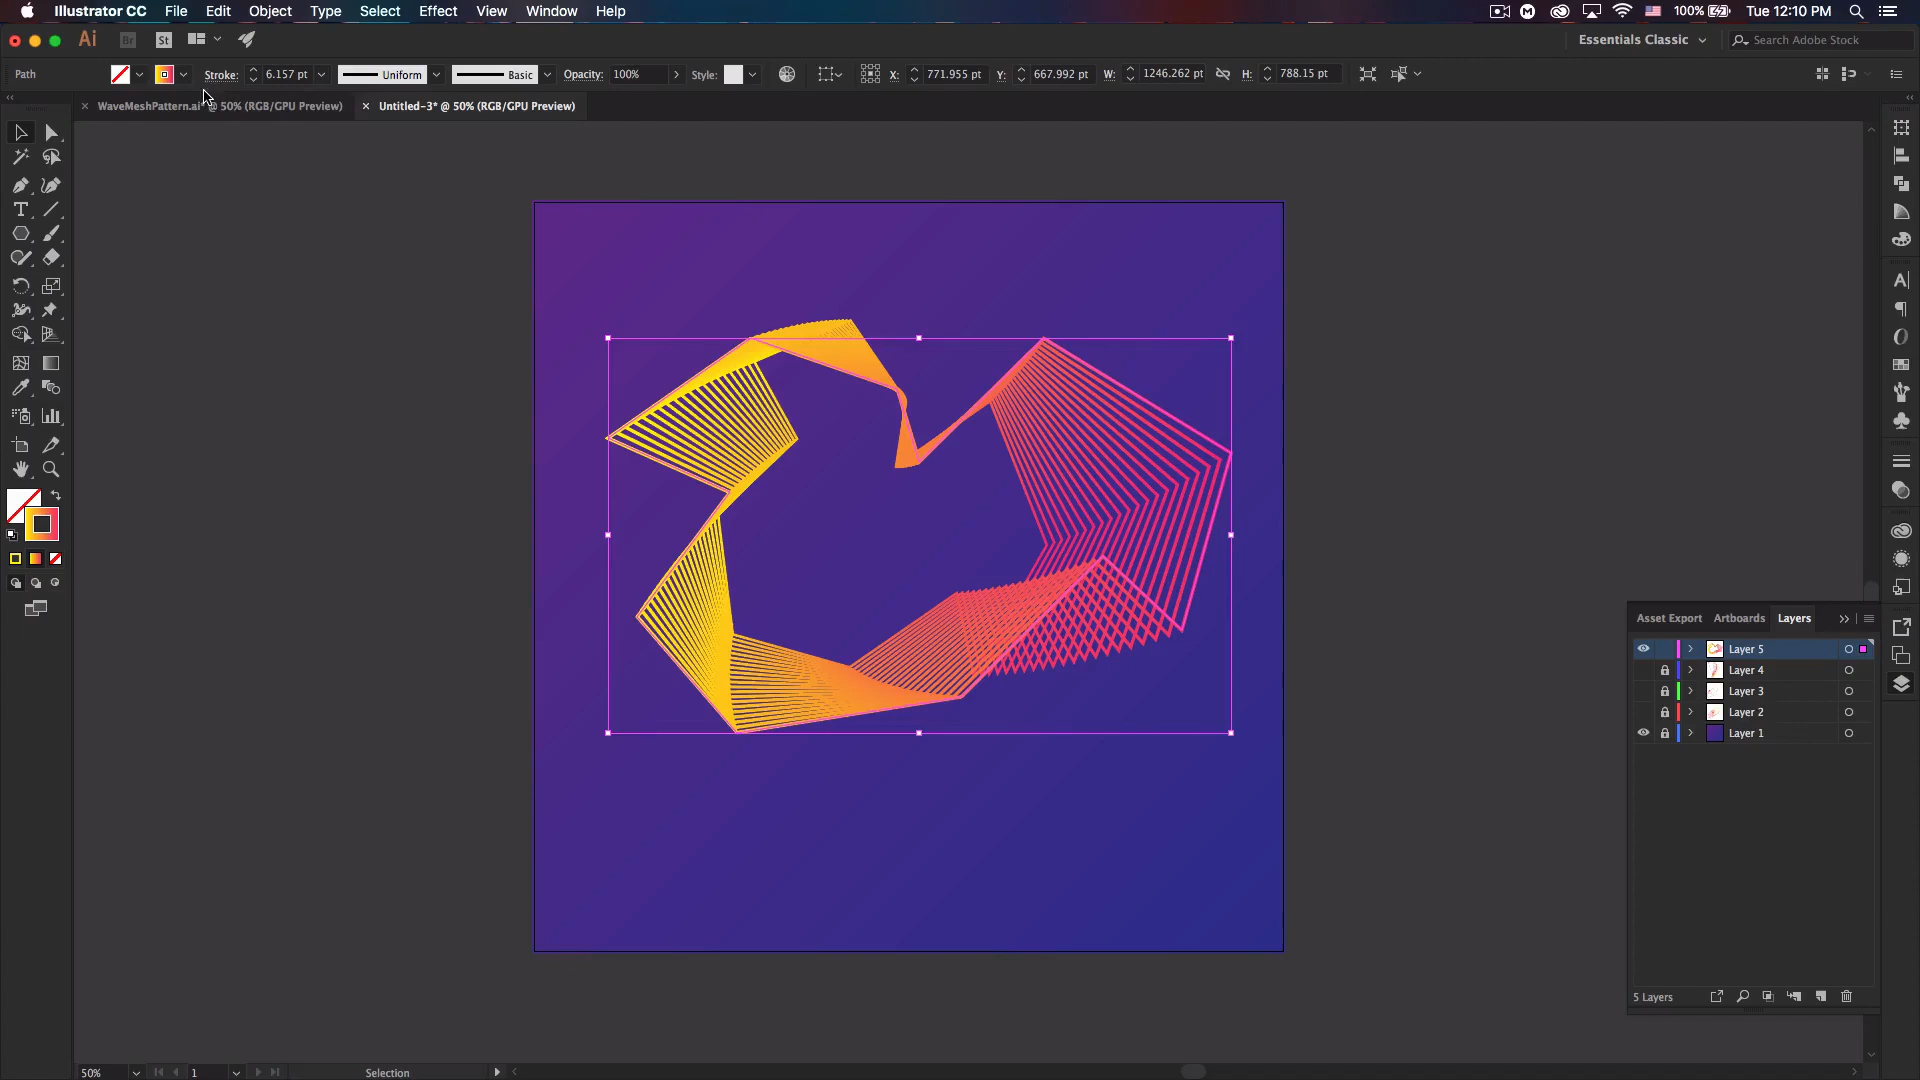 Illustrator CC File Edit Object Type Select Effect View Window Help 100% Tue 12:10 PM
Ai Br St Essentials Classic Search Adobe Stock
Path Stroke: 6.157 pt Uniform Basic Opacity: 100% Style: X: 771.955 pt Y: 667.992 pt W: 1246.262 pt H: 788.15 pt
WaveMeshPattern.ai* @ 50% (RGB/GPU Preview) Untitled-3* @ 50% (RGB/GPU Preview)
Asset Export Artboards Layers
Layer 5
Layer 4
Layer 3
Layer 2
Layer 1
5 Layers
50% 1 Selection